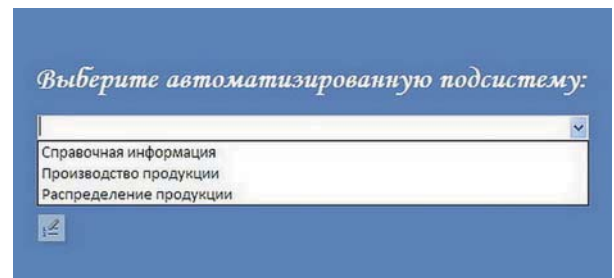 Выберите автоматизированную подсистему:
Справочная информация
Производство продукции
Распределение продукции